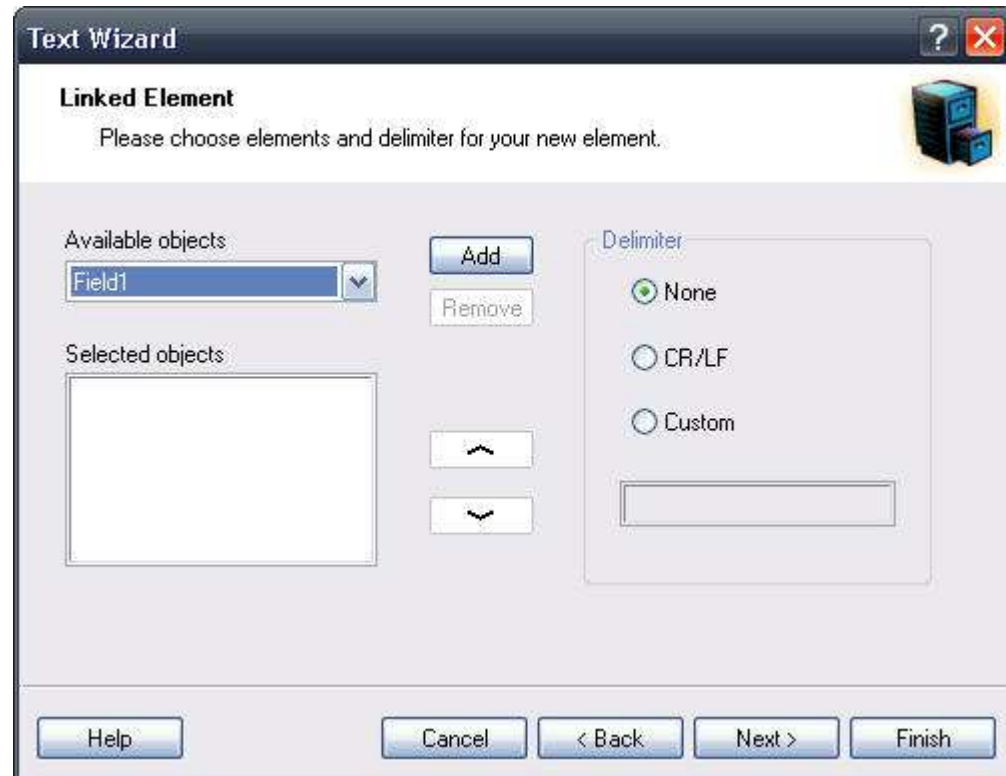 Text Wizard
?
Linked Element
Please choose elements and delimiter for your new element.
Available objects
Field1
Add
Remove
Selected objects
Delimiter
None
CR/LF
Custom
Help
Cancel
< Back
Next >
Finish